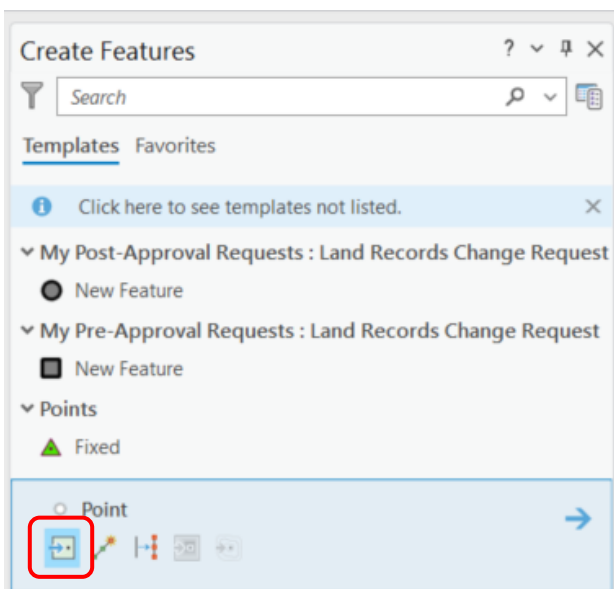 Create Features
?
Search
Templates Favorites
Click here to see templates not listed.
My Post-Approval Requests : Land Records Change Request
New Feature
My Pre-Approval Requests : Land Records Change Request
New Feature
Points
Fixed
Point